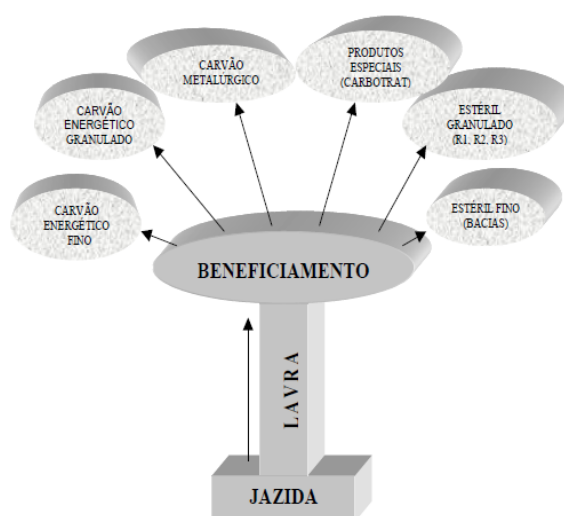 CARVÃO
METALÚRGICO
PRODUTOS
ESPECIAIS
(CARBOTRAT)
CARVÃO
ENERGÉTICO
GRANULADO
ESTÉRIL
GRANULADO
(R1, R2, R3)
CARVÃO
ENERGÉTICO
FINO
ESTÉRIL FINO
(BACIAS)
BENEFICIAMENTO
LAVRA
JAZIDA